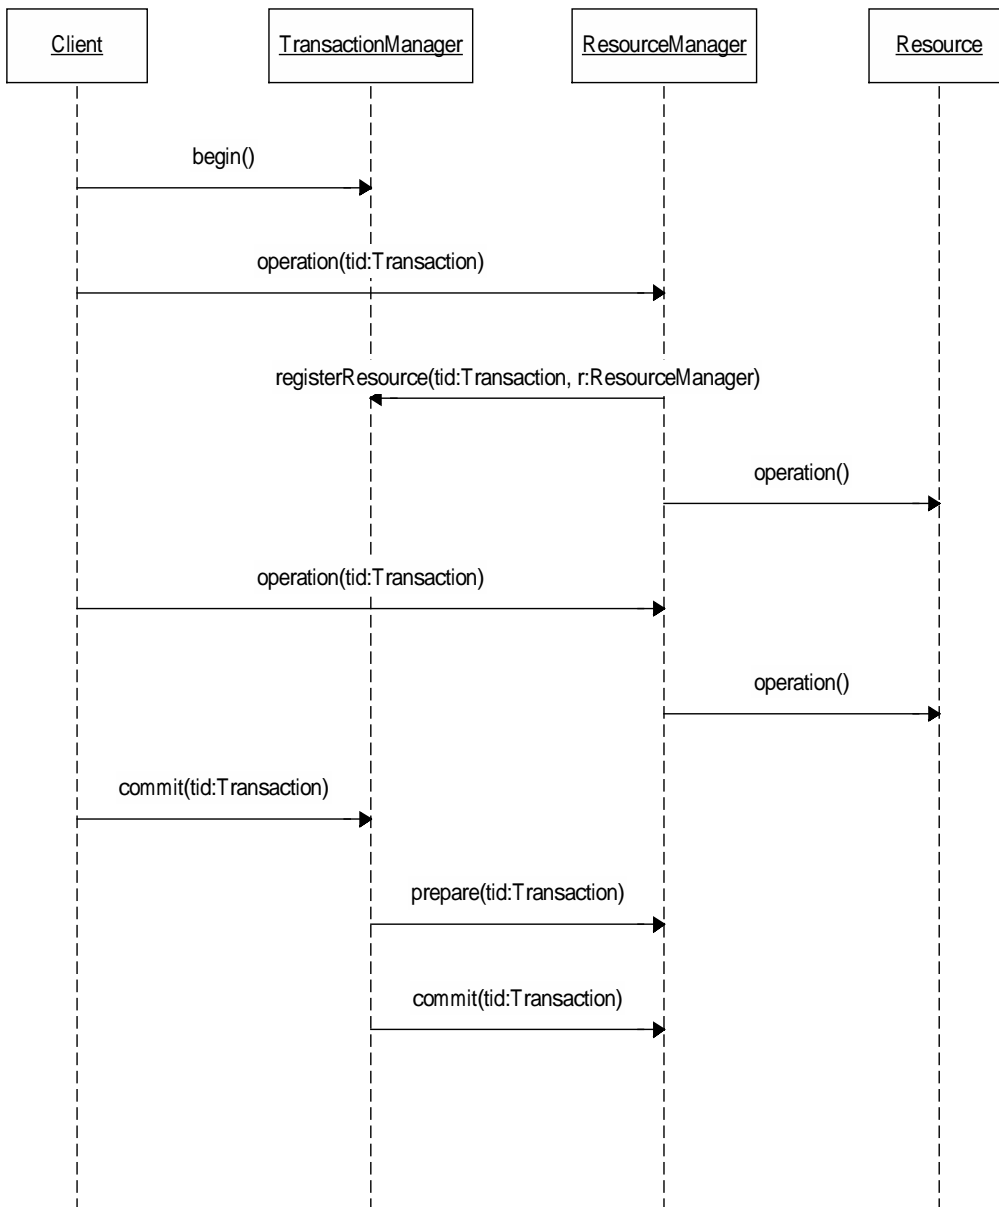 Client
TransactionManager
ResourceManager
Resource
begin()
operation(tid:Transaction)
registerResource(tid:Transaction, r:ResourceManager)
operation()
operation(tid:Transaction)
operation()
commit(tid:Transaction)
prepare(tid:Transaction)
commit(tid:Transaction)